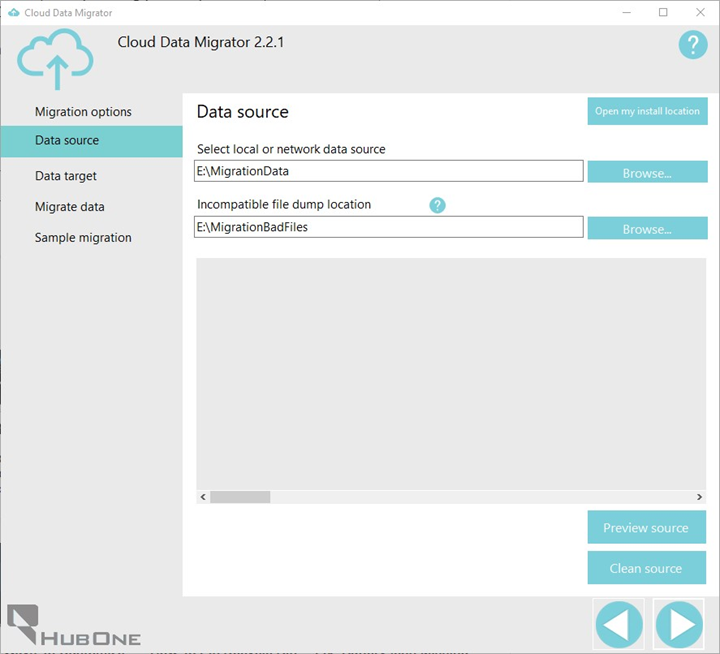 Cloud Data Migrator
Cloud Data Migrator 2.2.1
?
Migration options
Data source
Data target
Migrate data
Sample migration
Data source
Open my install location
Select local or network data source
E:\MigrationData
Browse...
Incompatible file dump location
?
E:\MigrationBadFiles
Browse...
Preview source
Clean source
HUBONE